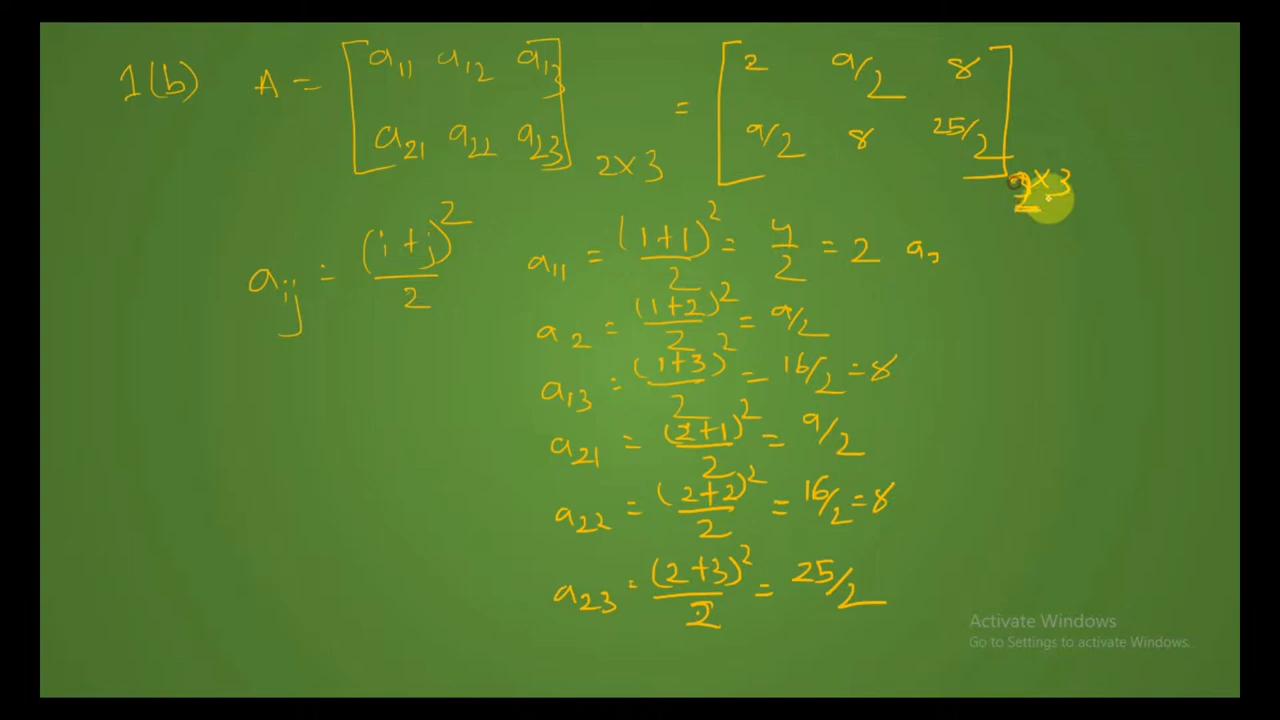 1(b) A = [ a11 a12 a13 = [ 2 9/2 8
a21 a22 a23 ] 2×3 9/2 8 25/2 ] 2×3
aij = (i+j)^2/2
a11 = (1+1)^2/2 = 4/2 = 2 a
a2 = (1+2)^2/2 = 9/2
a13 = (1+3)^2/2 = 16/2 = 8
a21 = (2+1)^2/2 = 9/2
a22 = (2+2)^2/2 = 16/2 = 8
a23 = (2+3)^2/2 = 25/2
Activate Windows
Go to Settings to activate Windows.